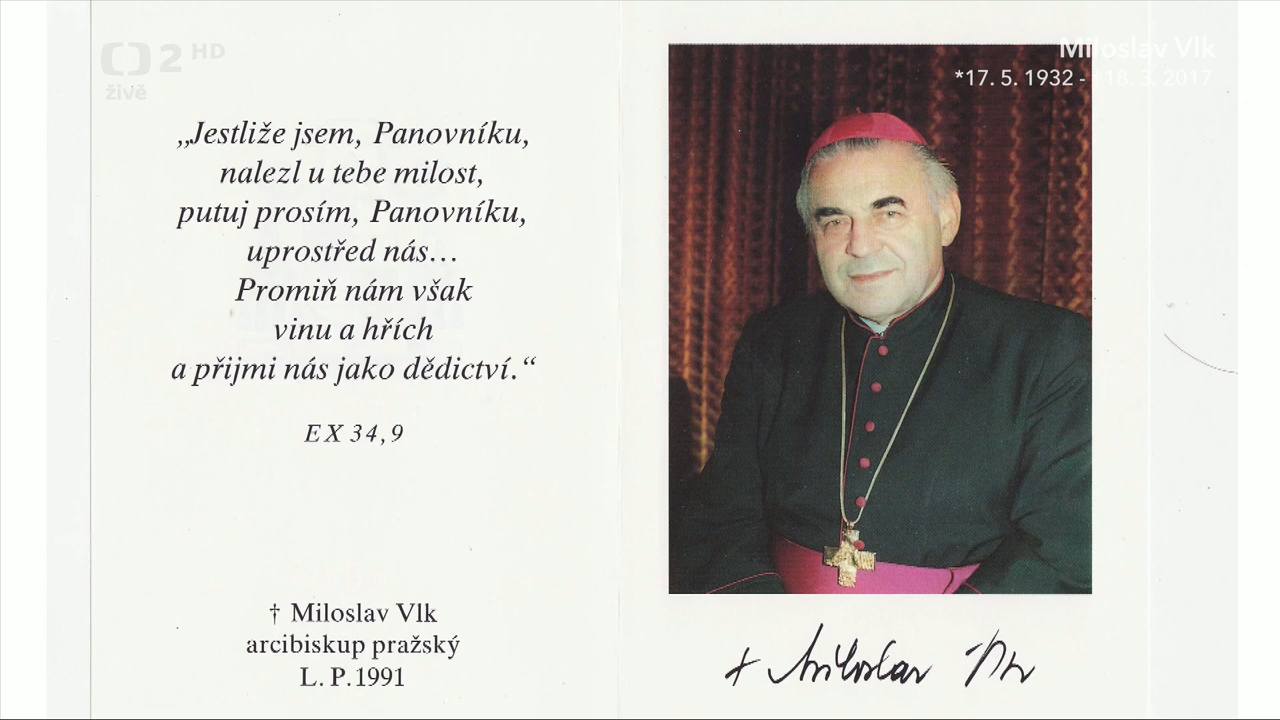 2 HD
živě
Miloslav Vlk
*17. 5. 1932 - †18. 3. 2017
„Jestliže jsem, Panovníku,
nalezl u tebe milost,
putuj prosím, Panovníku,
uprostřed nás…
Promiň nám však
vinu a hřích
a přijmi nás jako dědictví.“
EX 34,9
† Miloslav Vlk
arcibiskup pražský
L. P. 1991
+ Miloslav Vlk